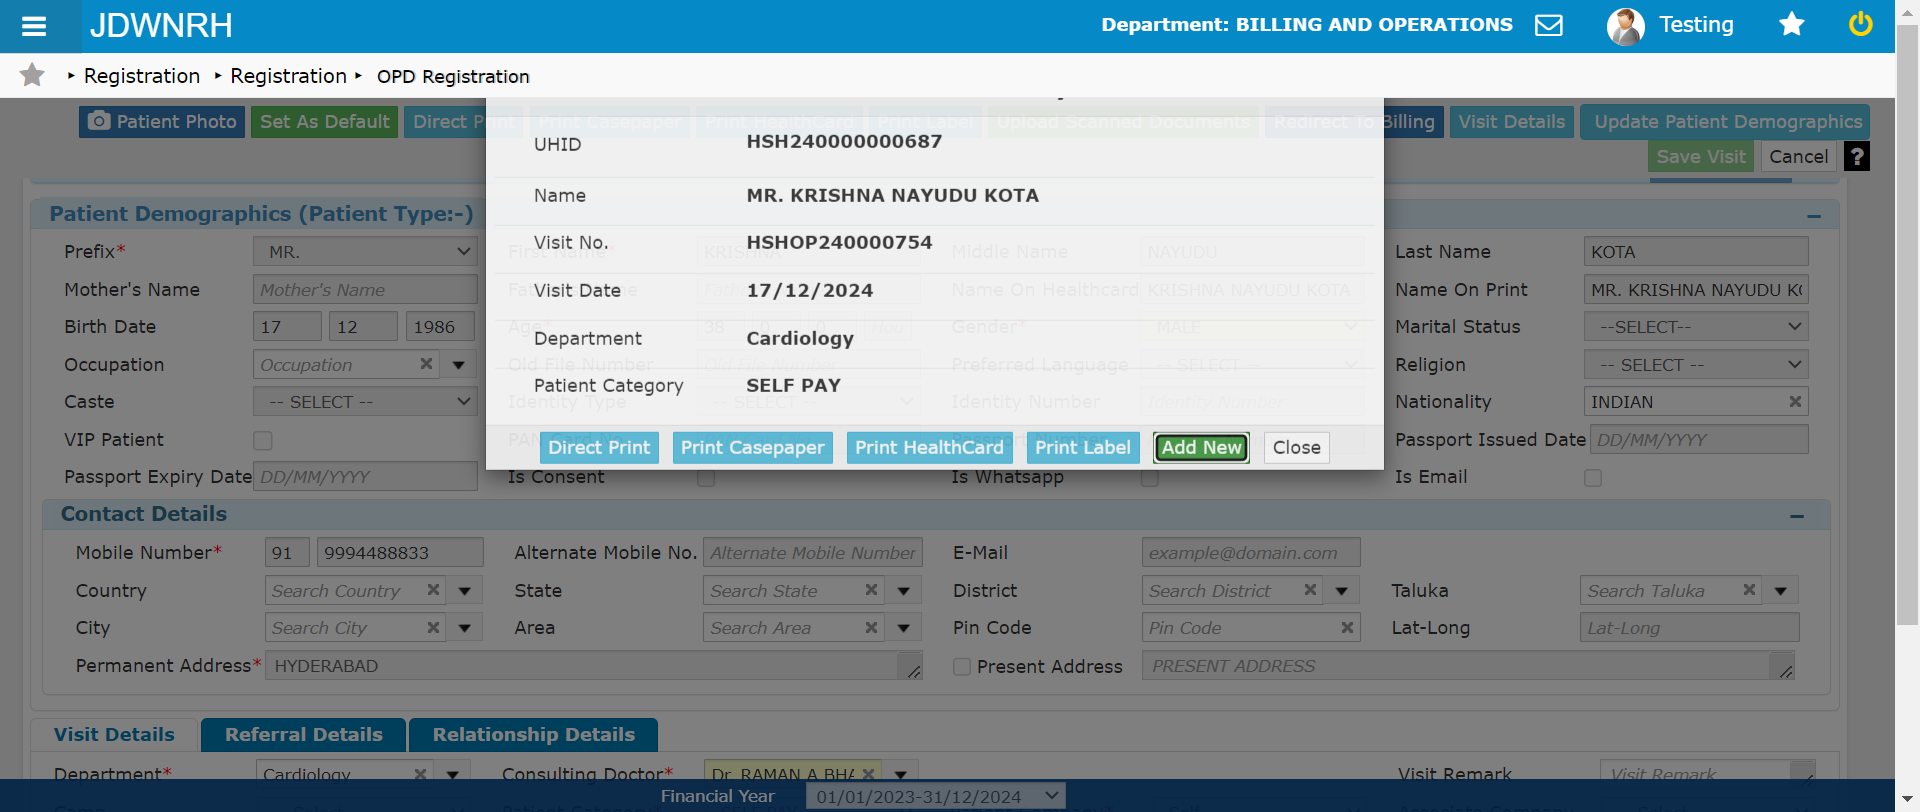 JDWNRH
Department: BILLING AND OPERATIONS
Testing
Registration
Registration
OPD Registration
Patient Photo
Set As Default
Direct Print
Print Casepaper
Print HealthCard
Print Label
Upload Scanned Documents
Redirect To Billing
Visit Details
Update Patient Demographics
Save Visit
Cancel
?
UHID HSH240000000687
Name MR. KRISHNA NAYUDU KOTA
Visit No. HSHOP240000754
Visit Date 17/12/2024
Department Cardiology
Patient Category SELF PAY
Direct Print
Print Casepaper
Print HealthCard
Print Label
Add New
Close
Patient Demographics (Patient Type:-)
Prefix* MR. First Name* KRISHNA Middle Name NAYUDU Last Name KOTA
Mother's Name Mother's Name Name On Healthcard KRISHNA NAYUDU KOTA Name On Print MR. KRISHNA NAYUDU K
Birth Date 17 12 1986 Age* 38 0 0 Gender* MALE Marital Status --SELECT--
Occupation Occupation Old File Number Old File Number Preferred Language -- SELECT -- Religion -- SELECT --
Caste -- SELECT -- Identity Type -- SELECT -- Identity Number Identity Number Nationality INDIAN
VIP Patient PAN Card No Passport Number Passport Issued Date DD/MM/YYYY
Passport Expiry Date DD/MM/YYYY Is Consent Is Whatsapp Is Email
Contact Details
Mobile Number* 91 9994488833 Alternate Mobile No. Alternate Mobile Number E-Mail example@domain.com
Country Search Country State Search State District Search District Taluka Search Taluka
City Search City Area Search Area Pin Code Pin Code Lat-Long Lat-Long
Permanent Address* HYDERABAD Present Address PRESENT ADDRESS
Visit Details
Referral Details
Relationship Details
Department* Cardiology Consulting Doctor* Dr. RAMAN A BHA Visit Remark Visit Remark
Financial Year 01/01/2023-31/12/2024